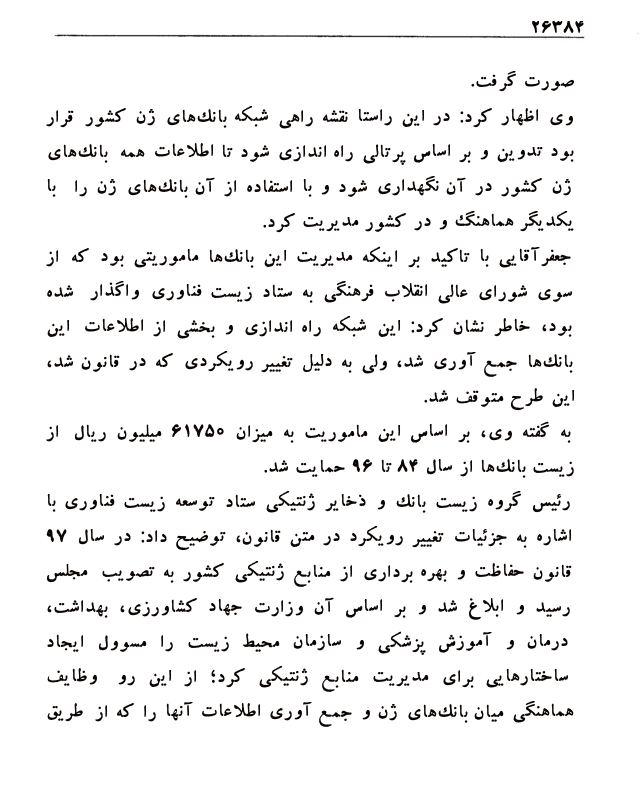 ۲۶۳۸۴
صورت گرفت.
وی اظهار کرد: در این راستا نقشه راهی شبکه بانک‌های ژن کشور قرار
بود تدوین و بر اساس پرتالی راه اندازی شود تا اطلاعات همه بانک‌های
ژن کشور در آن نگهداری شود و با استفاده از آن بانک‌های ژن را با
یکدیگر هماهنگ و در کشور مدیریت کرد.
جعفرآقایی با تاکید بر اینکه مدیریت این بانک‌ها ماموریتی بود که از
سوی شورای عالی انقلاب فرهنگی به ستاد زیست فناوری واگذار شده
بود، خاطر نشان کرد: این شبکه راه اندازی و بخشی از اطلاعات این
بانک‌ها جمع آوری شد، ولی به دلیل تغییر رویکردی که در قانون شد،
این طرح متوقف شد.
به گفته وی، بر اساس این ماموریت به میزان ۶۱۷۵۰ میلیون ریال از
زیست بانک‌ها از سال ۸۴ تا ۹۶ حمایت شد.
رئیس گروه زیست بانک و ذخایر ژنتیکی ستاد توسعه زیست فناوری با
اشاره به جزئیات تغییر رویکرد در متن قانون، توضیح داد: در سال ۹۷
قانون حفاظت و بهره برداری از منابع ژنتیکی کشور به تصویب مجلس
رسید و ابلاغ شد و بر اساس آن وزارت جهاد کشاورزی، بهداشت،
درمان و آموزش پزشکی و سازمان محیط زیست را مسوول ایجاد
ساختارهایی برای مدیریت منابع ژنتیکی کرد؛ از این رو وظایف
هماهنگی میان بانک‌های ژن و جمع آوری اطلاعات آنها را که از طریق